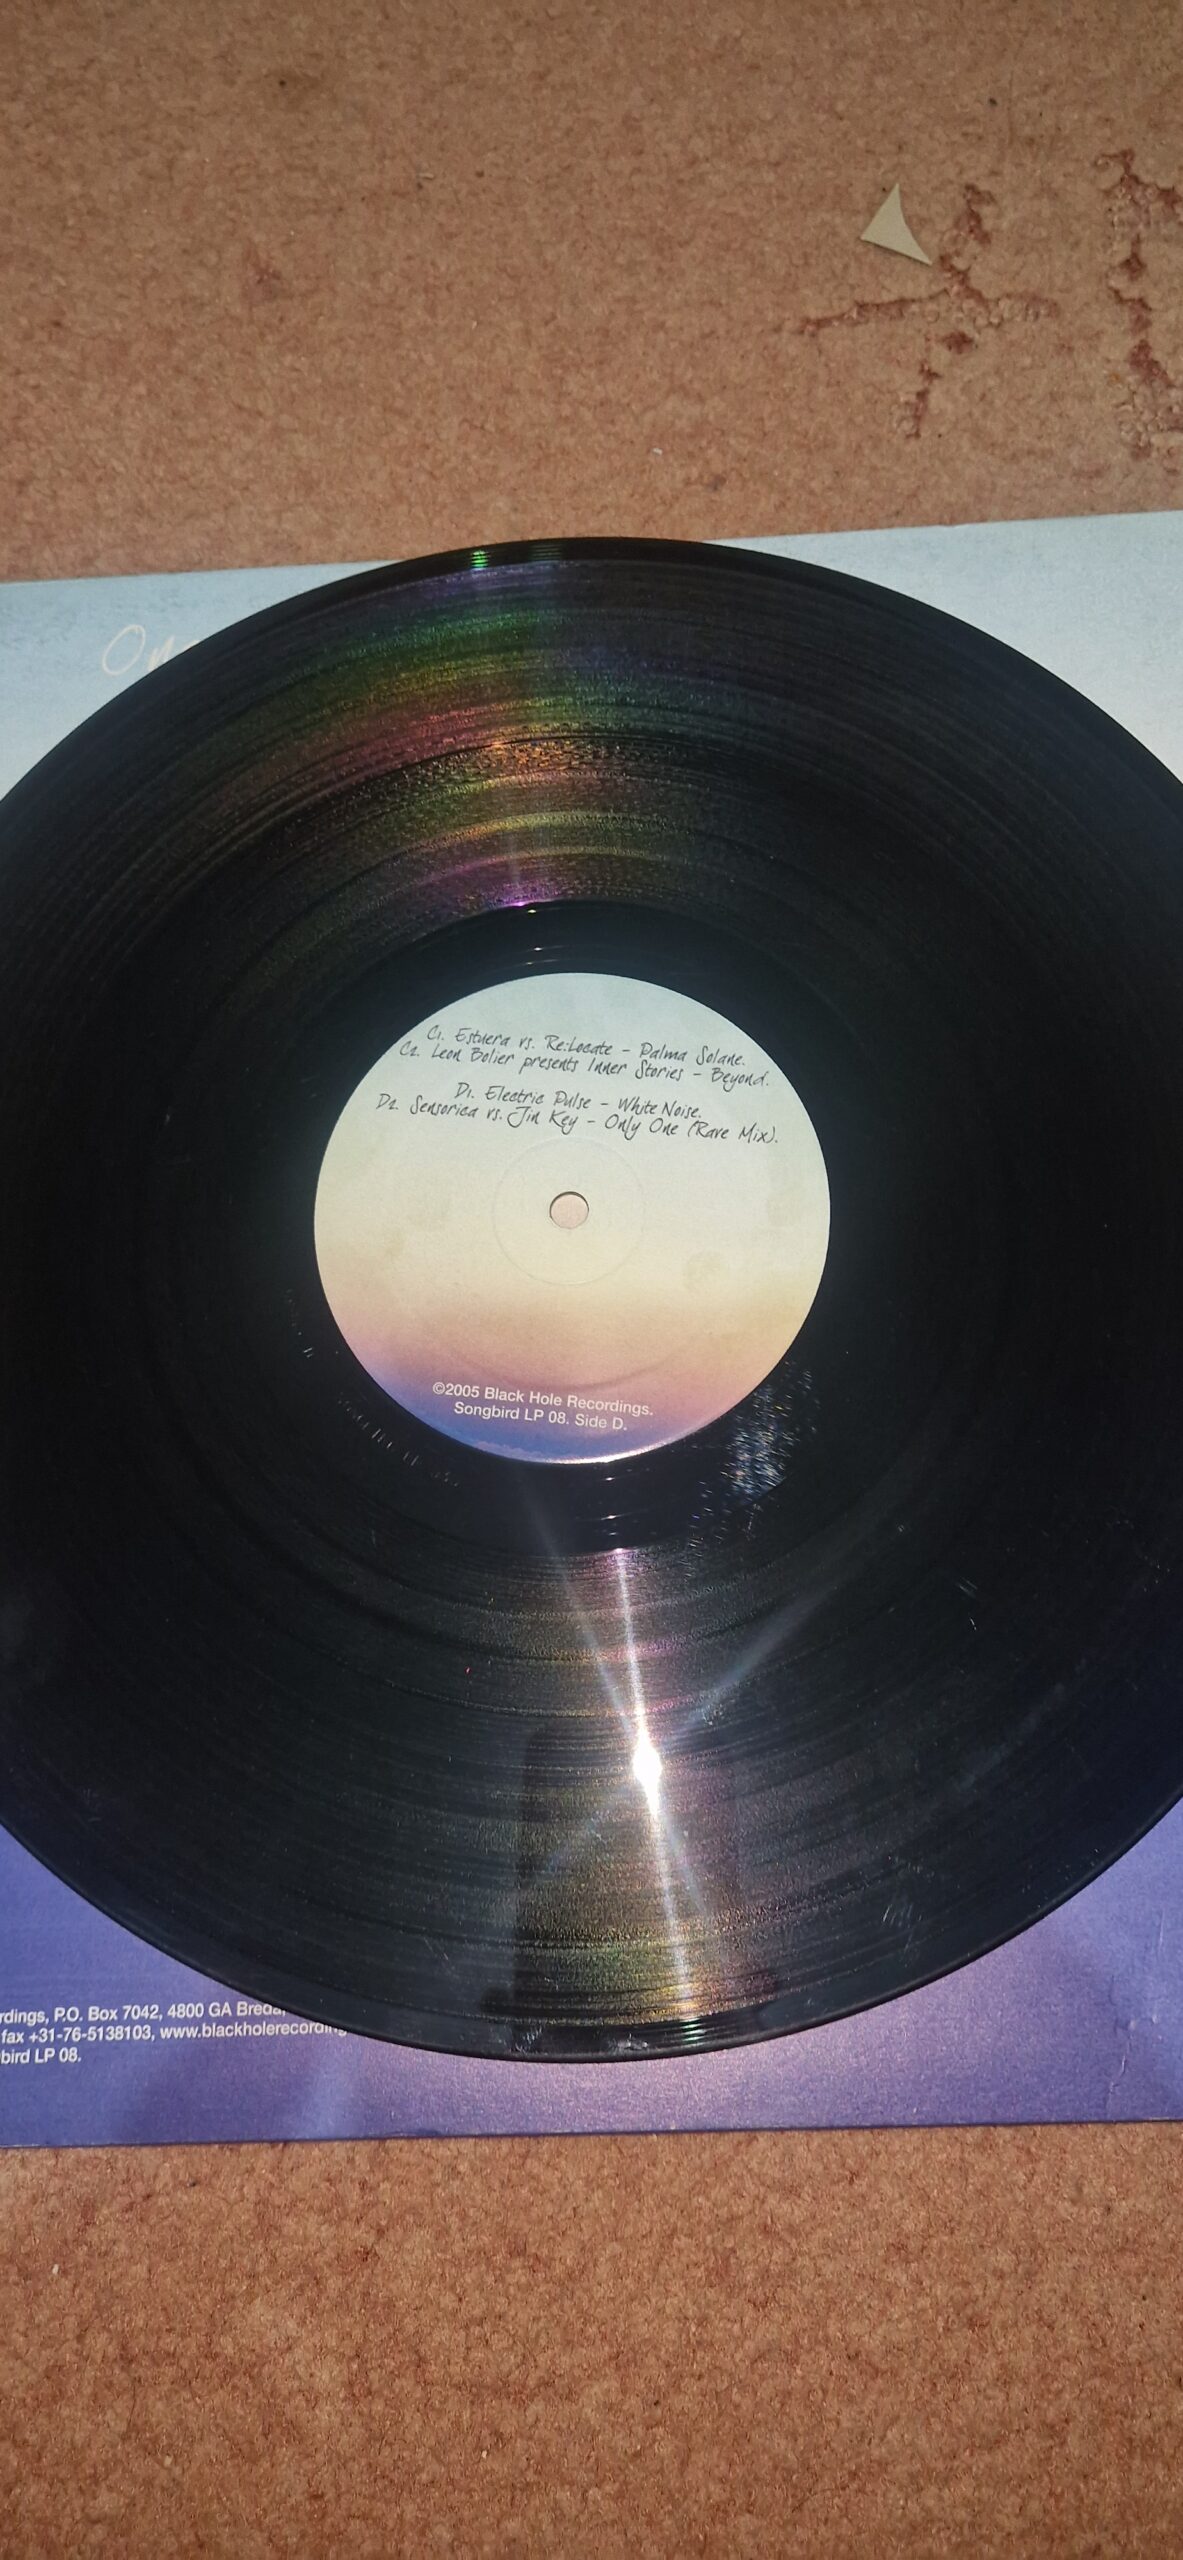 C1. Estuera vs. Re:Locate - Palma Solane.
C2. Leon Bolier presents Inner Stories - Beyond.
D1. Electric Pulse - White Noise.
D2. Sensorica vs. Jin Key - Only One (Rave Mix).
©2005 Black Hole Recordings.
Songbird LP 08. Side D.
rdings, P.O. Box 7042, 4800 GA Breda,
fax +31-76-5138103, www.blackholerecording
bird LP 08.